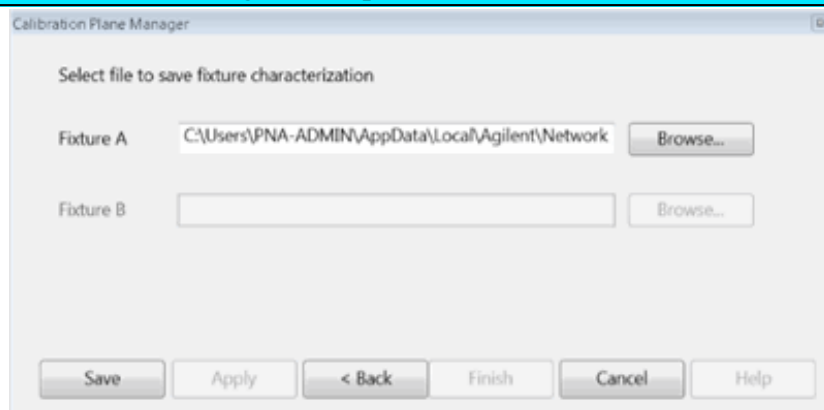 Calibration Plane Manager
Select file to save fixture characterization
Fixture A C:\Users\PNA-ADMIN\AppData\Local\Agilent\Network Browse...
Fixture B Browse...
Save Apply < Back Finish Cancel Help